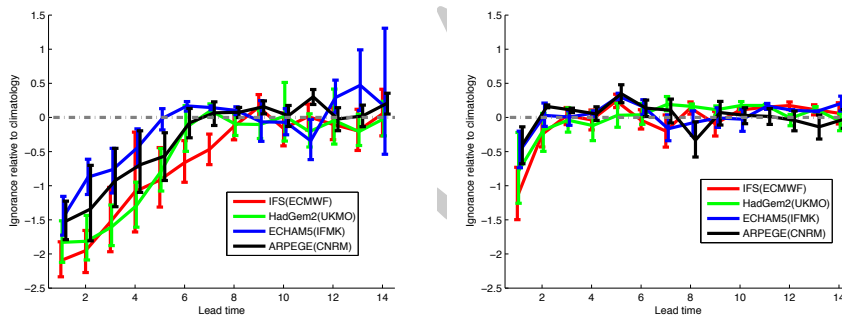 1.5
1
0.5
0
−0.5
−1
−1.5
−2
−2.5
Ignorance relative to climatology
2 4 6 8 10 12 14
Lead time
IFS(ECMWF)
HadGem2(UKMO)
ECHAM5(IFMK)
ARPEGE(CNRM)
1.5
1
0.5
0
−0.5
−1
−1.5
−2
−2.5
Ignorance relative to climatology
2 4 6 8 10 12 14
Lead time
IFS(ECMWF)
HadGem2(UKMO)
ECHAM5(IFMK)
ARPEGE(CNRM)